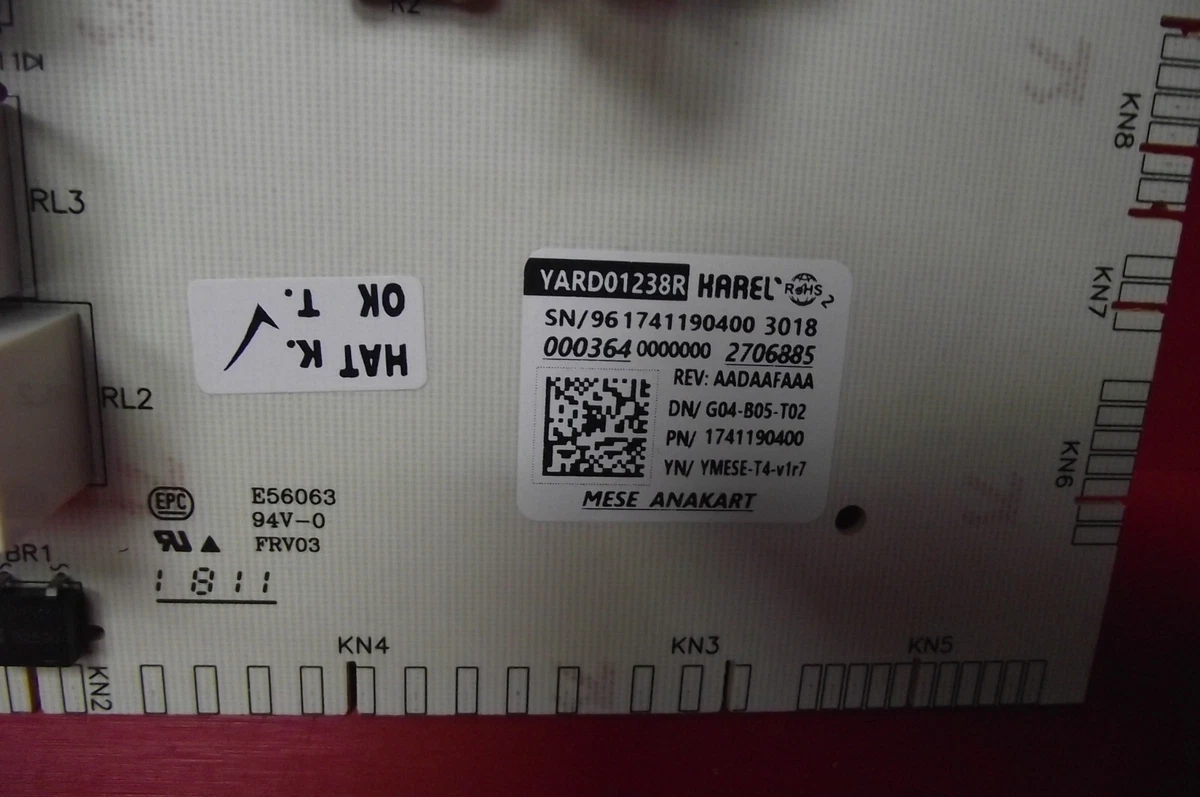 RL3
RL2
BR1
KN2
E56063
94V-0
FRV03
EPC
1811
HAT K.
OK T.
YARD01238R HAREL RoHS 2
SN/961741190400 3018
000364 0000000 2706885
REV: AADAAFAAA
DN/ G04-B05-T02
PN/ 1741190400
YN/ YMESE-T4-v1r7
MESE ANAKART
KN4
KN3
KN5
KN6
KN7
KN8